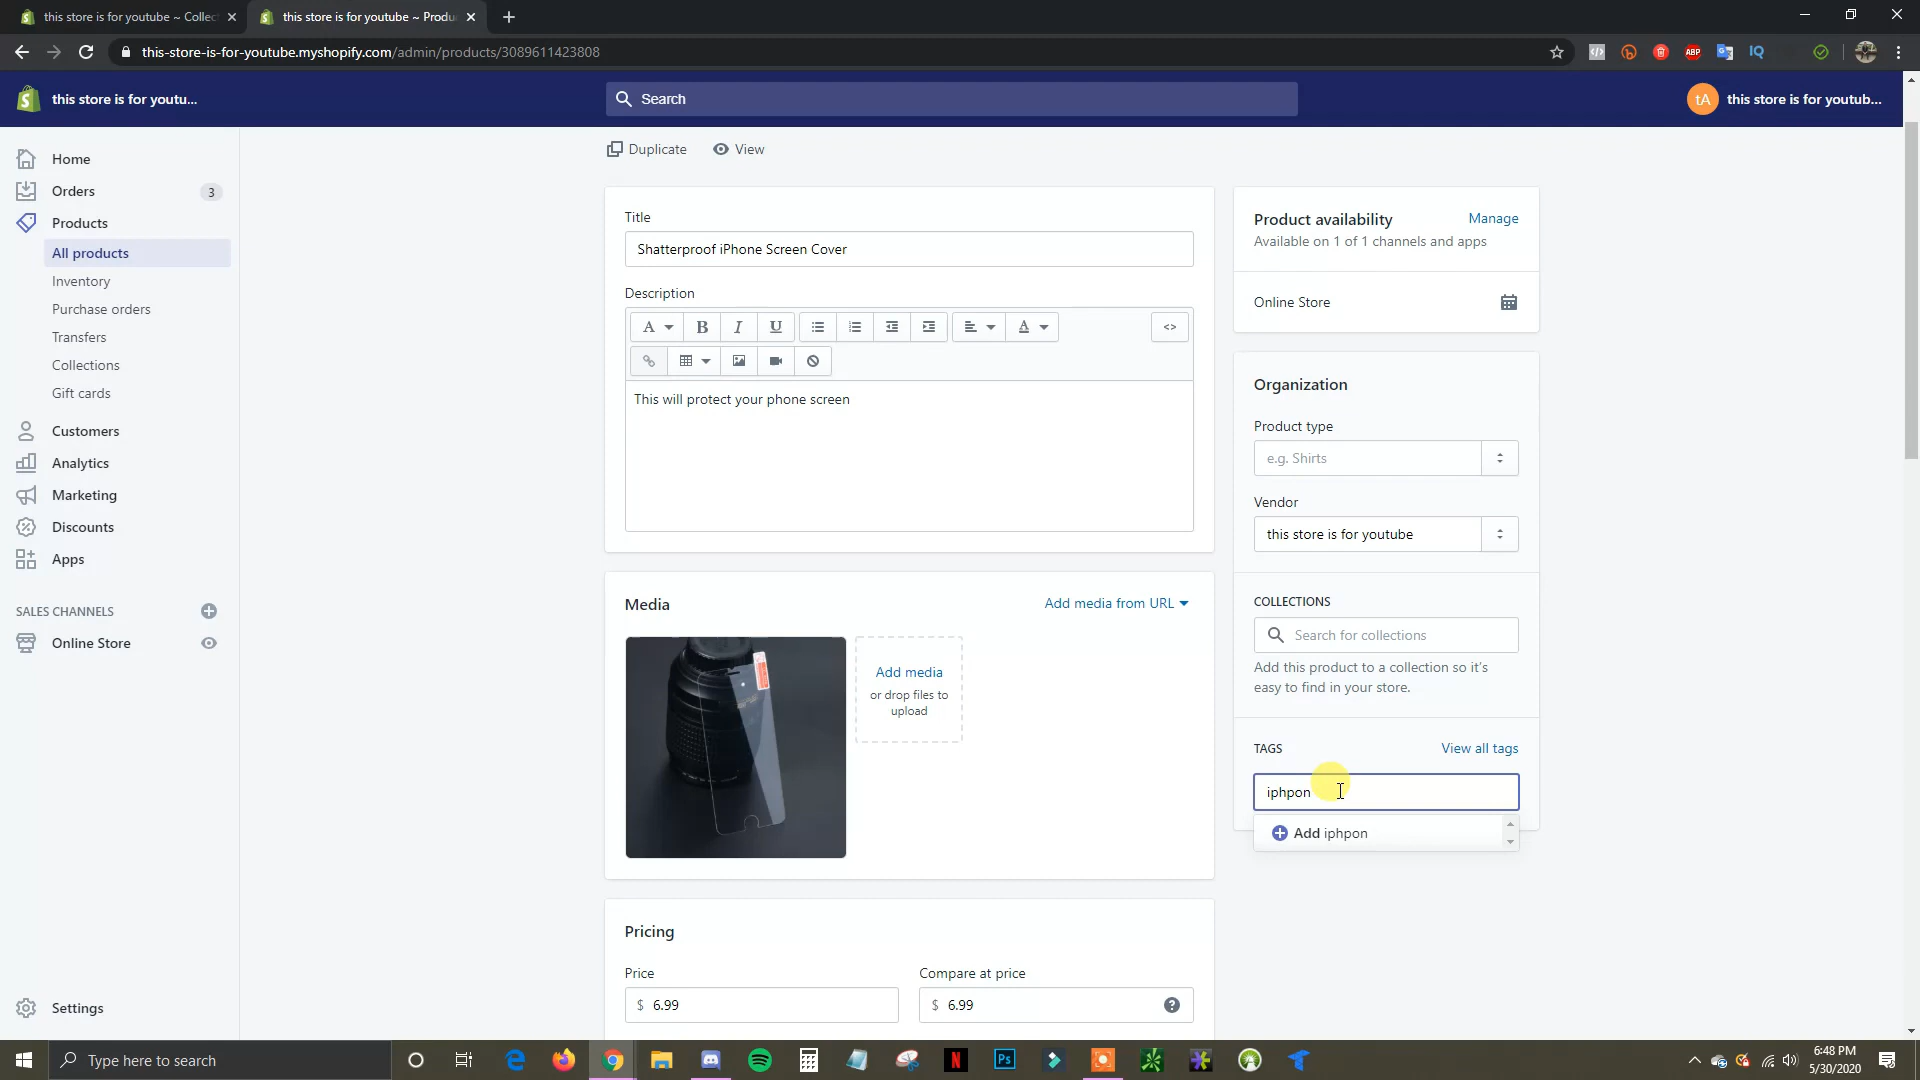 this store is for youtube ~ Collec
this store is for youtube ~ Produc
this-store-is-for-youtube.myshopify.com/admin/products/3089611423808
ABP
IQ
this store is for youtu...
Search
tA
this store is for youtub...
Home
Orders
3
Products
All products
Inventory
Purchase orders
Transfers
Collections
Gift cards
Customers
Analytics
Marketing
Discounts
Apps
SALES CHANNELS
Online Store
Settings
Duplicate
View
Title
Shatterproof iPhone Screen Cover
Description
A
B
I
U
A
<>
This will protect your phone screen
Media
Add media from URL
Add media
or drop files to
upload
Pricing
Price
Compare at price
$ 6.99
$ 6.99
Product availability
Manage
Available on 1 of 1 channels and apps
Online Store
Organization
Product type
e.g. Shirts
Vendor
this store is for youtube
COLLECTIONS
Search for collections
Add this product to a collection so it's
easy to find in your store.
TAGS
View all tags
iphpon
Add iphpon
Type here to search
Ps
6:48 PM
5/30/2020